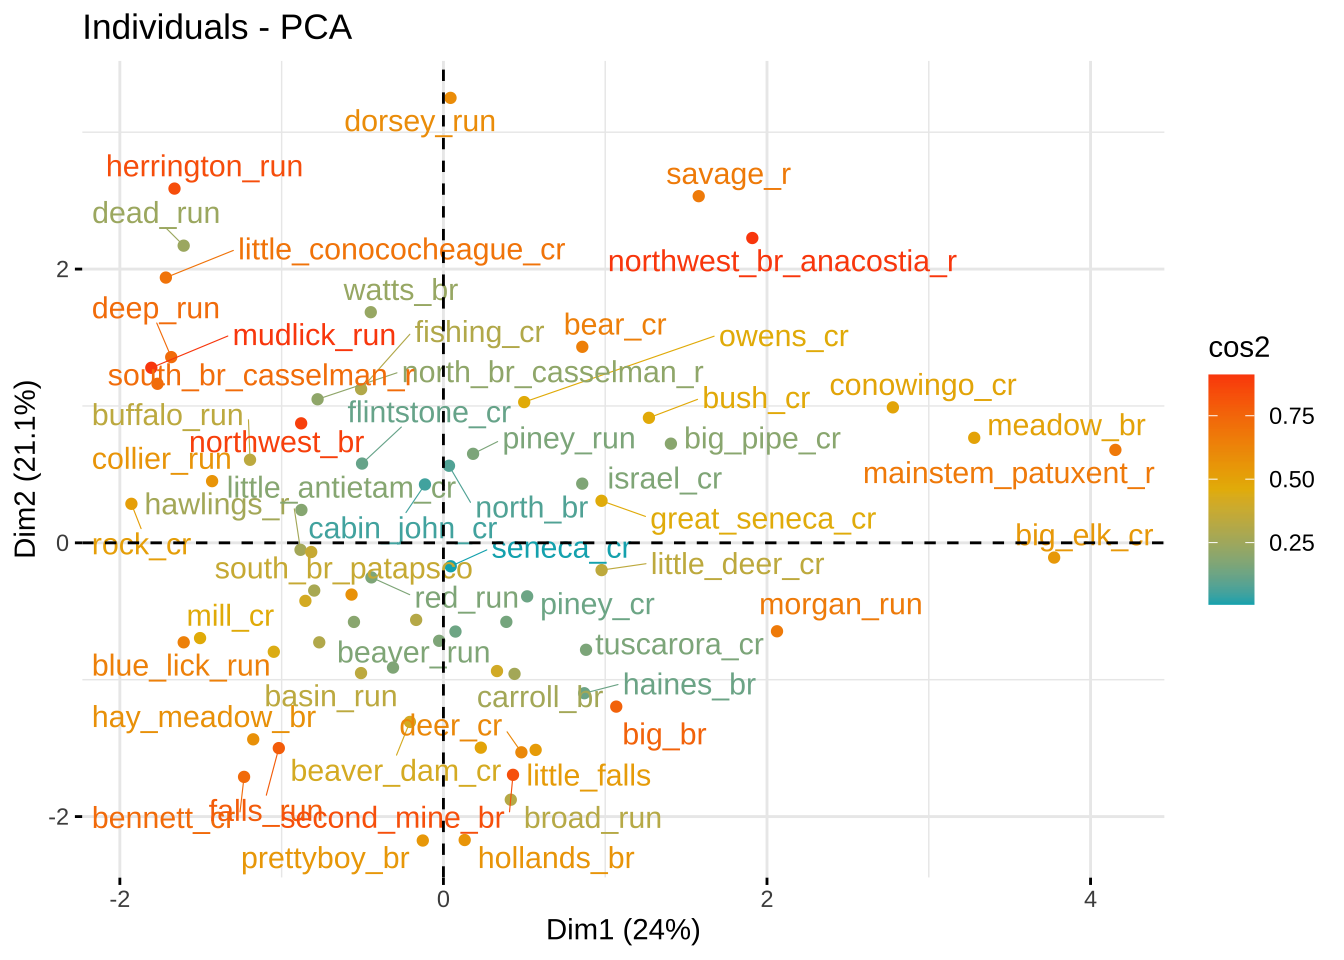 Individuals - PCA
dorsey_run
herrington_run
savage_r
dead_run
little_conococheague_cr
northwest_br_anacostia_r
watts_br
deep_run
mudlick_run
fishing_cr
bear_cr
owens_cr
south_br_casselman_r
north_br_casselman_r
conowingo_cr
bush_cr
buffalo_run
flintstone_cr
meadow_br
northwest_br
piney_run
big_pipe_cr
collier_run
mainstem_patuxent_r
little_antietam_cr
israel_cr
hawlings_r
north_br
great_seneca_cr
cabin_john_cr
rock_cr
seneca_cr
big_elk_cr
south_br_patapsco
little_deer_cr
red_run
piney_cr
morgan_run
mill_cr
tuscarora_cr
beaver_run
blue_lick_run
haines_br
basin_run
carroll_br
hay_meadow_br
deer_cr
big_br
beaver_dam_cr
little_falls
falls_run
bennett_cr
second_mine_br
broad_run
prettyboy_br
hollands_br
2
0
-2
-2
0
2
4
Dim1 (24%)
Dim2 (21.1%)
cos2
0.75
0.50
0.25